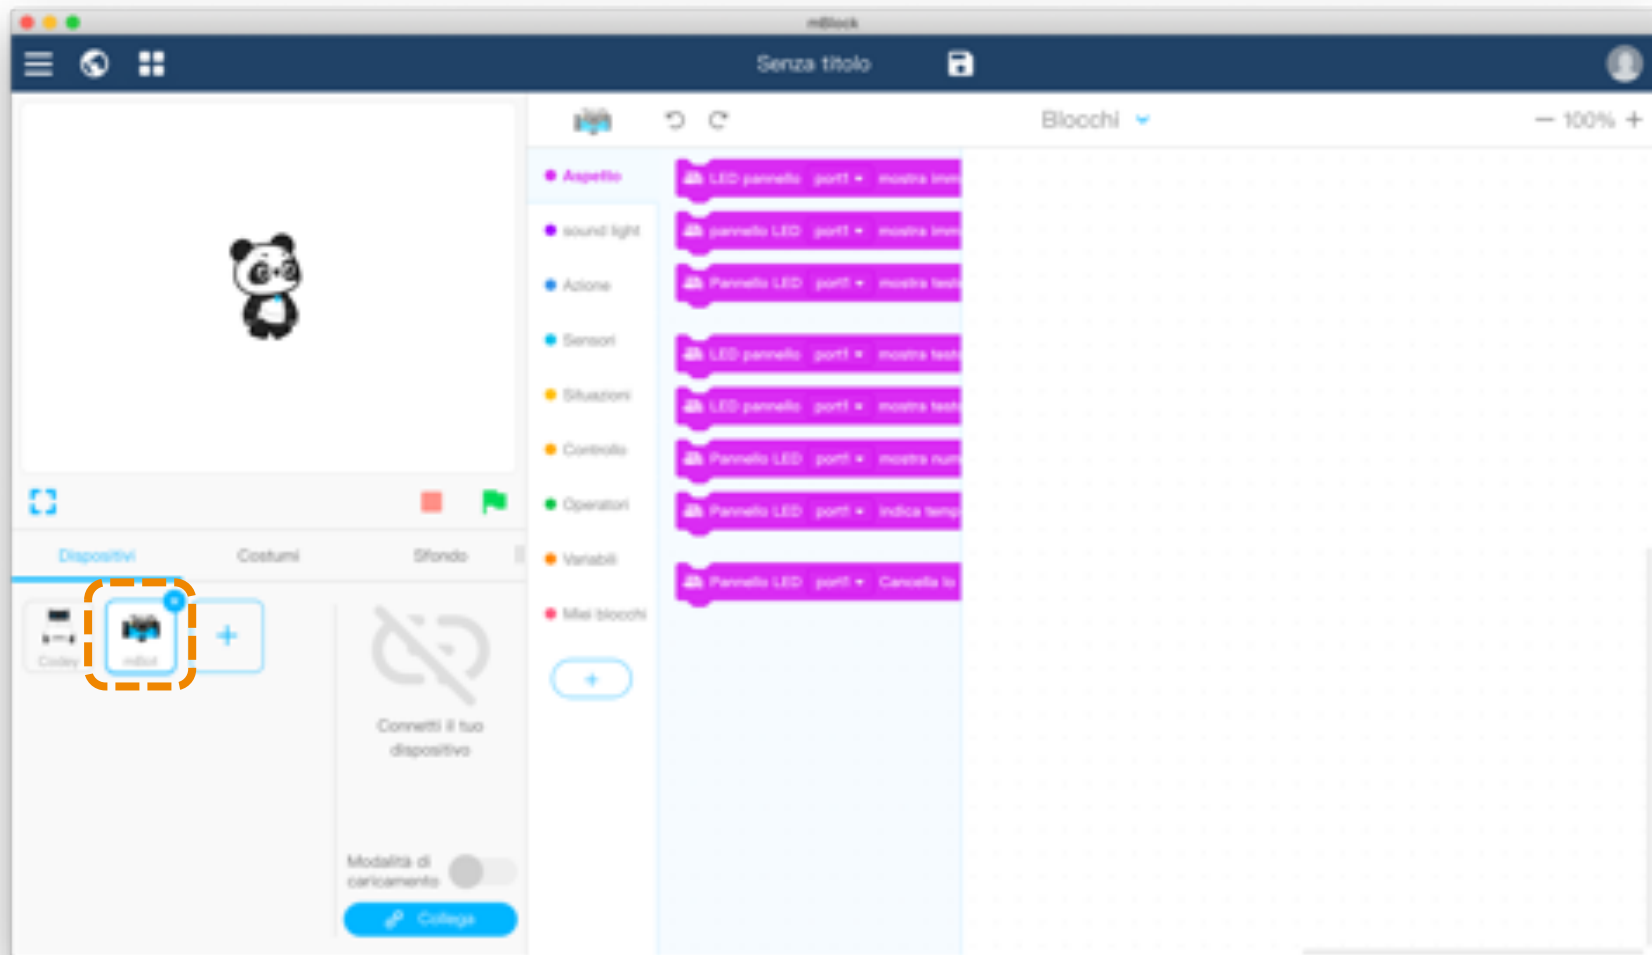 mBlock
Senza titolo
Blocchi
100%
Aspetto
sound light
Azione
Sensori
Situazioni
Controllo
Operatori
Variabili
Miei blocchi
LED pannello port1 mostra imm
pannello LED port1 mostra imm
Pannello LED port1 mostra test
LED pannello port1 mostra test
LED pannello port1 mostra test
Pannello LED port1 mostra num
Pannello LED port1 indica temp
Pannello LED port1 Cancella lo
Dispositivi Costumi Sfondo
Codey
mBot
Connetti il tuo
dispositivo
Modalità di
caricamento
Collega